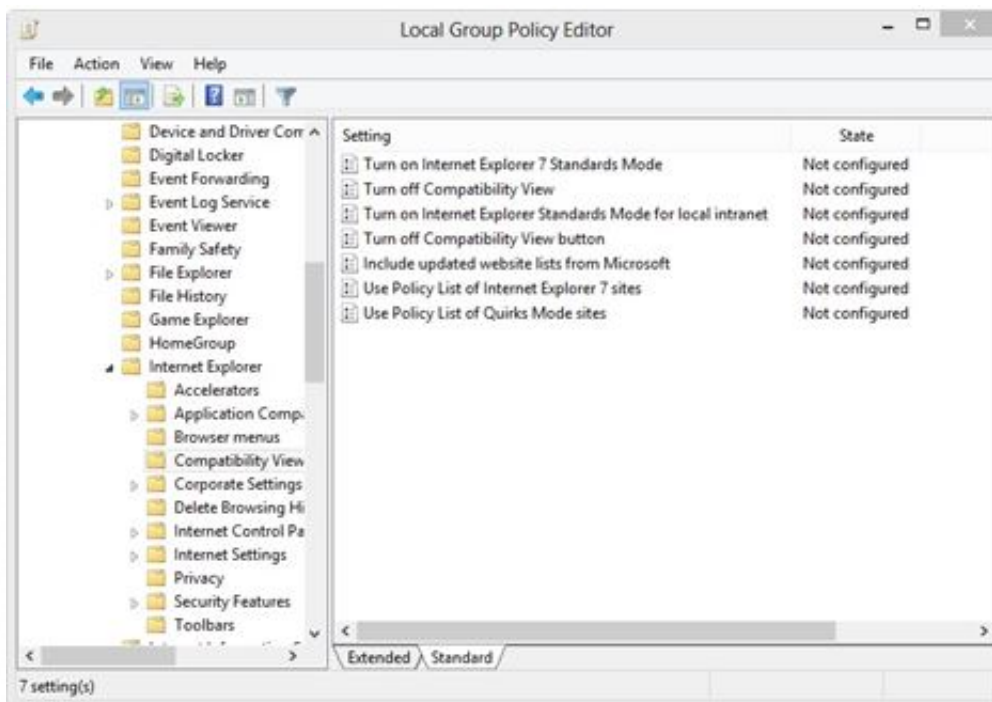 Local Group Policy Editor
File Action View Help
Device and Driver Com
Digital Locker
Event Forwarding
Event Log Service
Event Viewer
Family Safety
File Explorer
File History
Game Explorer
HomeGroup
Internet Explorer
Accelerators
Application Compa
Browser menus
Compatibility View
Corporate Settings
Delete Browsing Hi
Internet Control Pa
Internet Settings
Privacy
Security Features
Toolbars
Setting State
Turn on Internet Explorer 7 Standards Mode Not configured
Turn off Compatibility View Not configured
Turn on Internet Explorer Standards Mode for local intranet Not configured
Turn off Compatibility View button Not configured
Include updated website lists from Microsoft Not configured
Use Policy List of Internet Explorer 7 sites Not configured
Use Policy List of Quirks Mode sites Not configured
Extended Standard
7 setting(s)